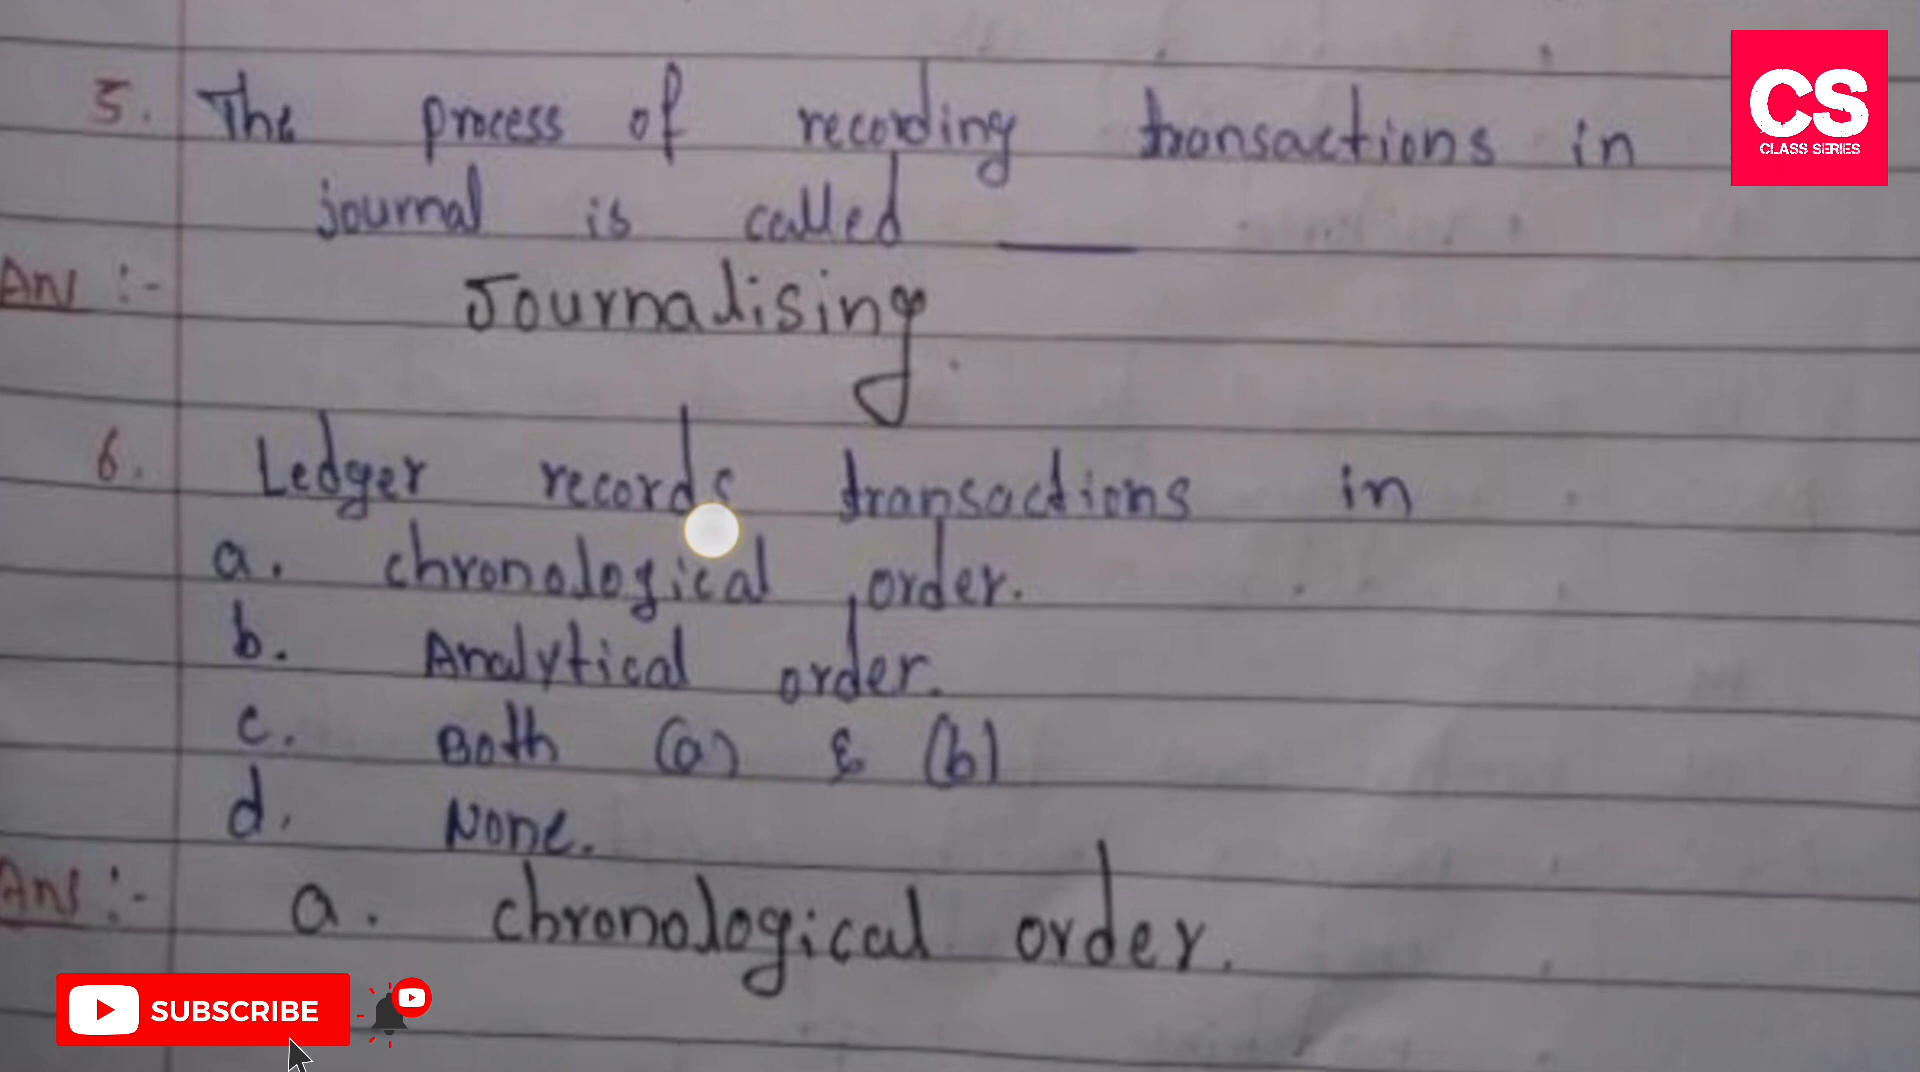 CS
CLASS SERIES
5. The process of recording transactions in
journal is called ____
Ans :- Journalising.
6. Ledger records transactions in
a. chronological order.
b. Analytical order.
c. Both (a) & (b)
d. None.
Ans :- a. chronological order.
SUBSCRIBE